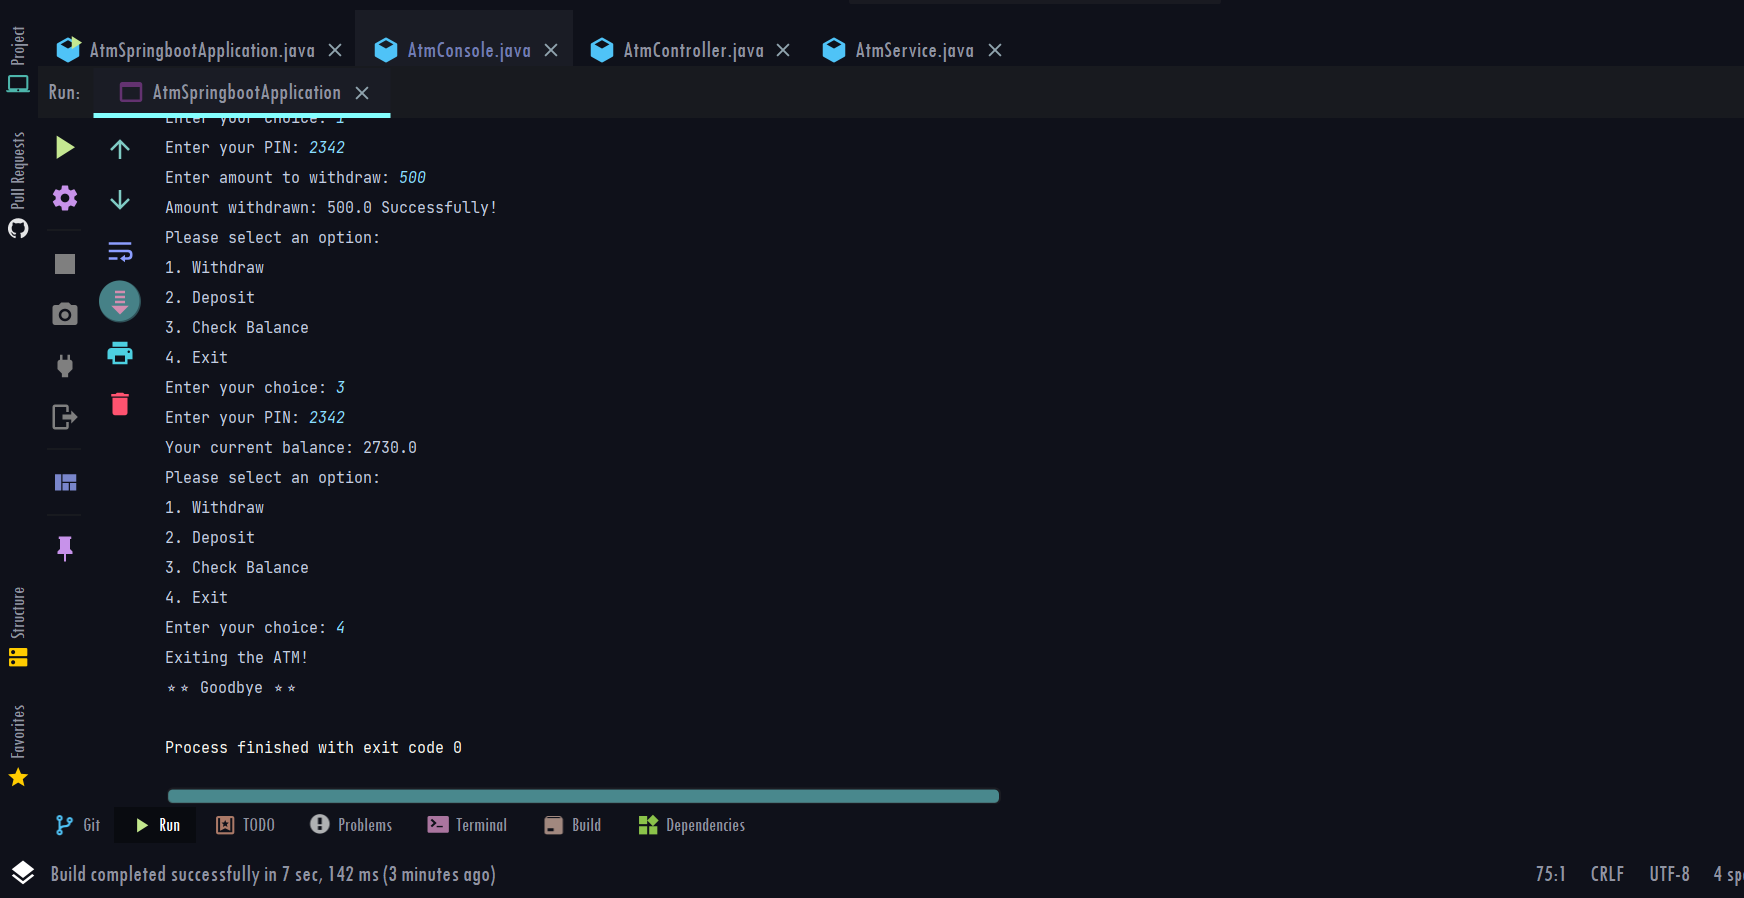 Project
Pull Requests
Structure
Favorites
AtmSpringbootApplication.java
AtmConsole.java
AtmController.java
AtmService.java
Run:
AtmSpringbootApplication
Enter your choice: 1
Enter your PIN: 2342
Enter amount to withdraw: 500
Amount withdrawn: 500.0 Successfully!
Please select an option:
1. Withdraw
2. Deposit
3. Check Balance
4. Exit
Enter your choice: 3
Enter your PIN: 2342
Your current balance: 2730.0
Please select an option:
1. Withdraw
2. Deposit
3. Check Balance
4. Exit
Enter your choice: 4
Exiting the ATM!
** Goodbye **
Process finished with exit code 0
Git Run TODO Problems Terminal Build Dependencies
Build completed successfully in 7 sec, 142 ms (3 minutes ago)
75:1 CRLF UTF-8 4 spa